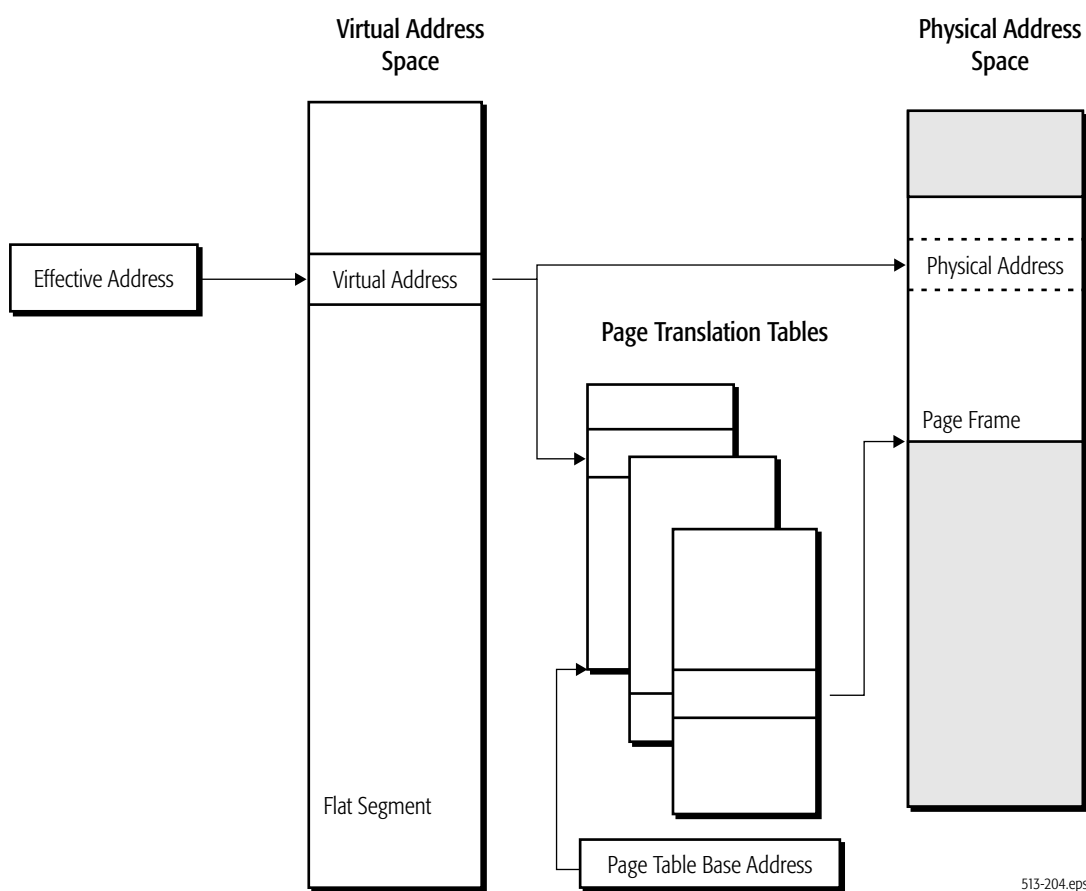 Virtual Address
Space
Physical Address
Space
Effective Address
Virtual Address
Physical Address
Page Translation Tables
Page Frame
Flat Segment
Page Table Base Address
513-204.eps